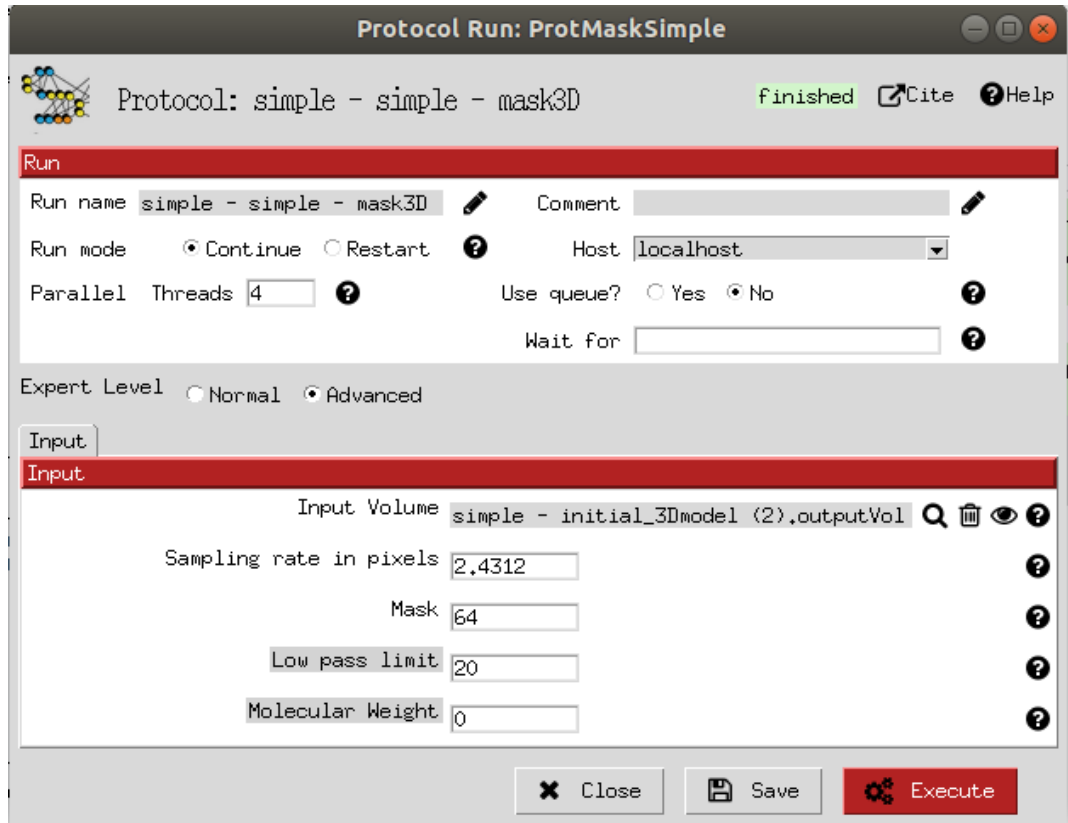 Protocol Run: ProtMaskSimple
Protocol: simple - simple - mask3D finished Cite Help
Run
Run name simple - simple - mask3D Comment
Run mode Continue Restart Host localhost
Parallel Threads 4 Use queue? Yes No
Wait for
Expert Level Normal Advanced
Input
Input
Input Volume simple - initial_3Dmodel (2).outputVol
Sampling rate in pixels 2.4312
Mask 64
Low pass limit 20
Molecular Weight 0
Close Save Execute